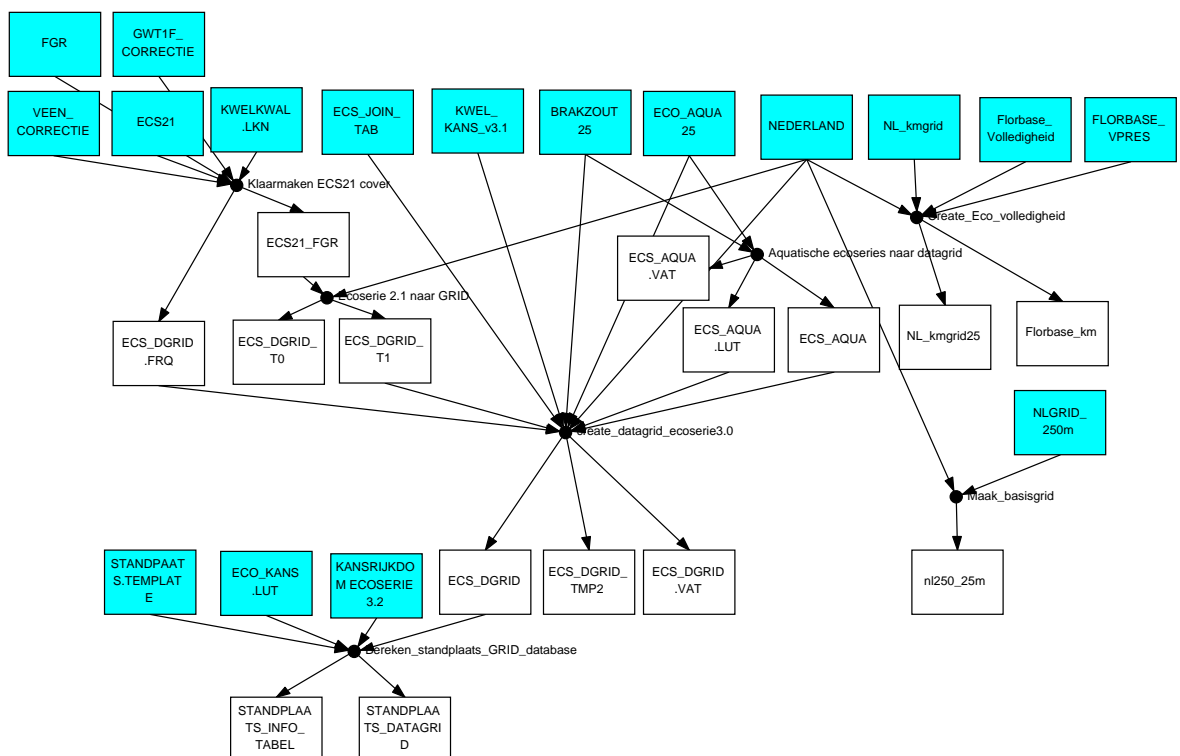 GWT1F_
CORRECTIE
FGR
VEEN_
CORRECTIE
ECS21
KWELKWAL
.LKN
ECS_JOIN_
TAB
KWEL_
KANS_v3.1
BRAKZOUT
25
ECO_AQUA
25
NEDERLAND
NL_kmgrid
Florbase_
Volledigheid
FLORBASE_
VPRES
Klaarmaken ECS21 cover
Create_Eco_volledigheid
ECS21_FGR
ECS_AQUA
.VAT
Aquatische ecoseries naar datagrid
Ecoserie 2.1 naar GRID
ECS_DGRID
.FRQ
ECS_DGRID_
T0
ECS_DGRID_
T1
ECS_AQUA
.LUT
ECS_AQUA
NL_kmgrid25
Florbase_km
NLGRID_
250m
Create_datagrid_ecoserie3.0
Maak_basisgrid
STANDPAAT
S.TEMPLAT
E
ECO_KANS
.LUT
KANSRIJKDO
M ECOSERIE
3.2
ECS_DGRID
ECS_DGRID_
TMP2
ECS_DGRID
.VAT
nl250_25m
Bereken_standplaats_GRID_database
STANDPLAA
TS_INFO_
TABEL
STANDPLAA
TS_DATAGRI
D